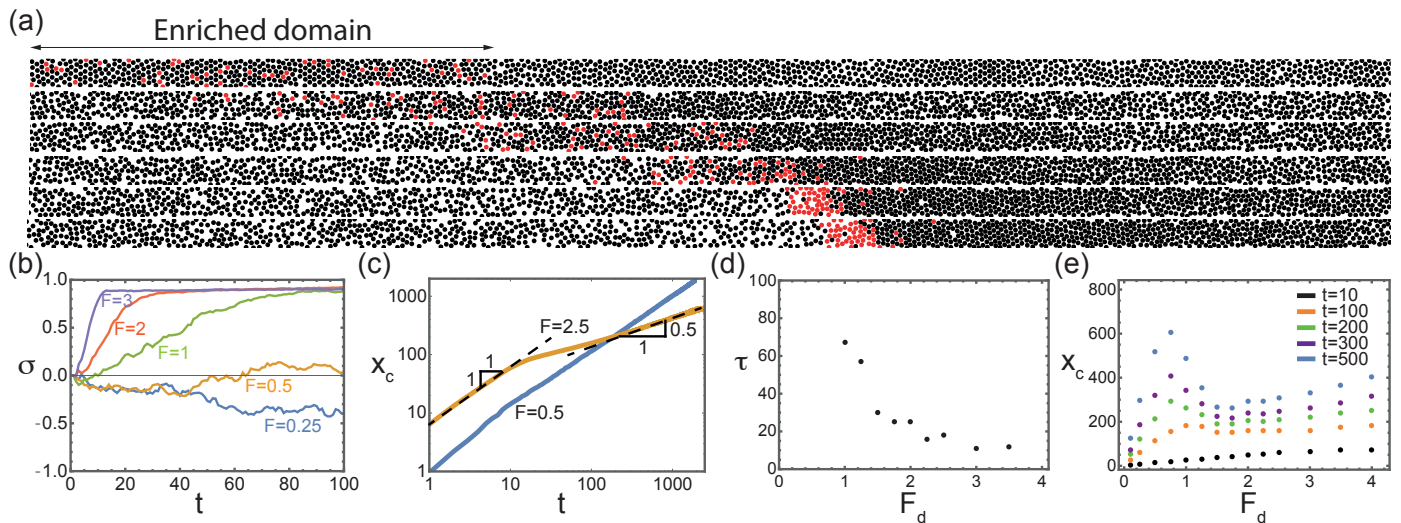 (a)
Enriched domain
(b)
1.0
0.5
0.0
-0.5
-1.0
σ
F=3
F=2
F=1
F=0.5
F=0.25
0 20 40 60 80 100
t
(c)
1000
100
10
1
x_c
1
1
F=2.5
0.5
1
F=0.5
1 10 100 1000
t
(d)
100
80
60
40
20
0
τ
0 1 2 3 4
F_d
(e)
800
600
400
200
0
x_c
t=10
t=100
t=200
t=300
t=500
0 1 2 3 4
F_d